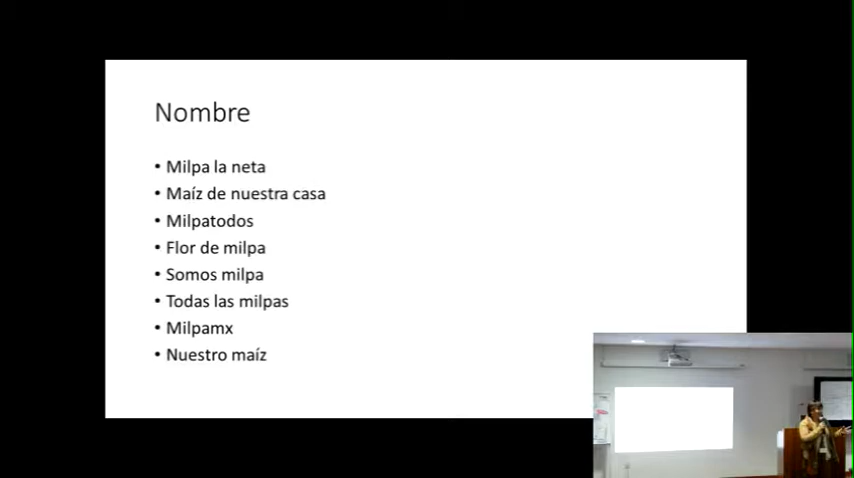 Nombre
• Milpa la neta
• Maíz de nuestra casa
• Milpatodos
• Flor de milpa
• Somos milpa
• Todas las milpas
• Milpamx
• Nuestro maíz